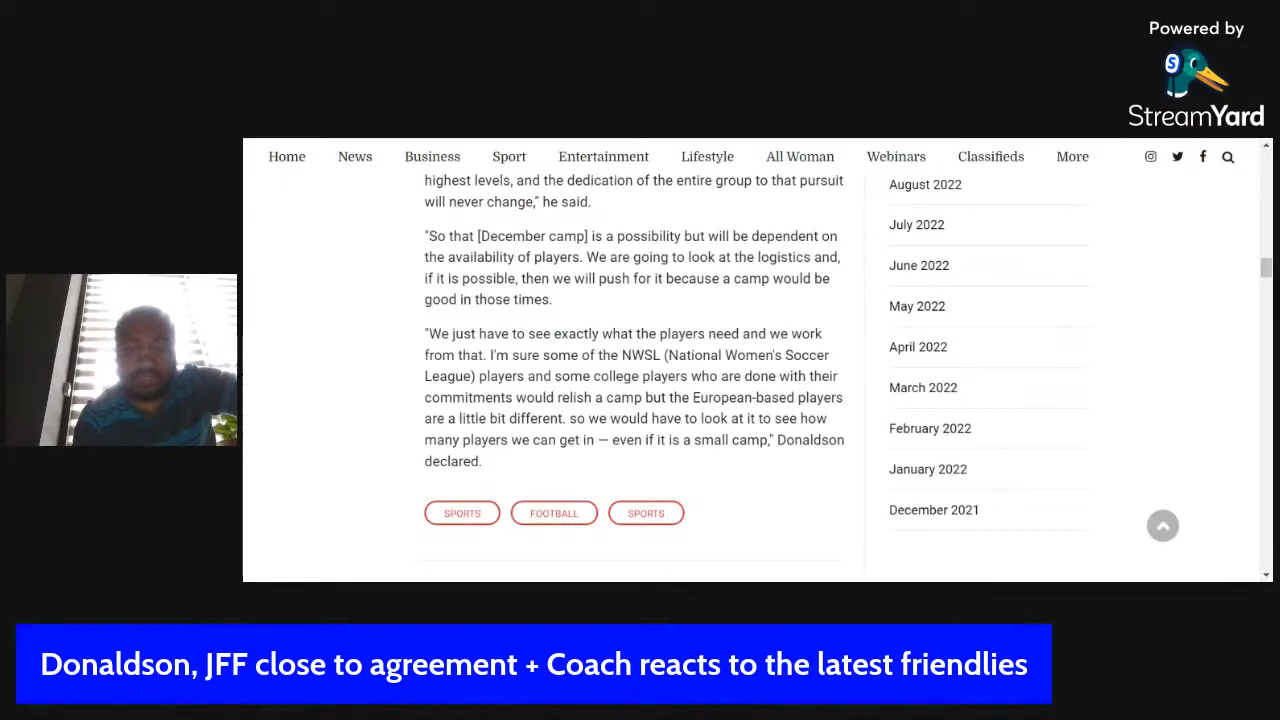 Powered by
StreamYard
Home News Business Sport Entertainment Lifestyle All Woman Webinars Classifieds More
highest levels, and the dedication of the entire group to that pursuit
will never change," he said.
"So that [December camp] is a possibility but will be dependent on
the availability of players. We are going to look at the logistics and,
if it is possible, then we will push for it because a camp would be
good in those times.
"We just have to see exactly what the players need and we work
from that. I'm sure some of the NWSL (National Women's Soccer
League) players and some college players who are done with their
commitments would relish a camp but the European-based players
are a little bit different. so we would have to look at it to see how
many players we can get in — even if it is a small camp," Donaldson
declared.
SPORTS FOOTBALL SPORTS
August 2022
July 2022
June 2022
May 2022
April 2022
March 2022
February 2022
January 2022
December 2021
Donaldson, JFF close to agreement + Coach reacts to the latest friendlies